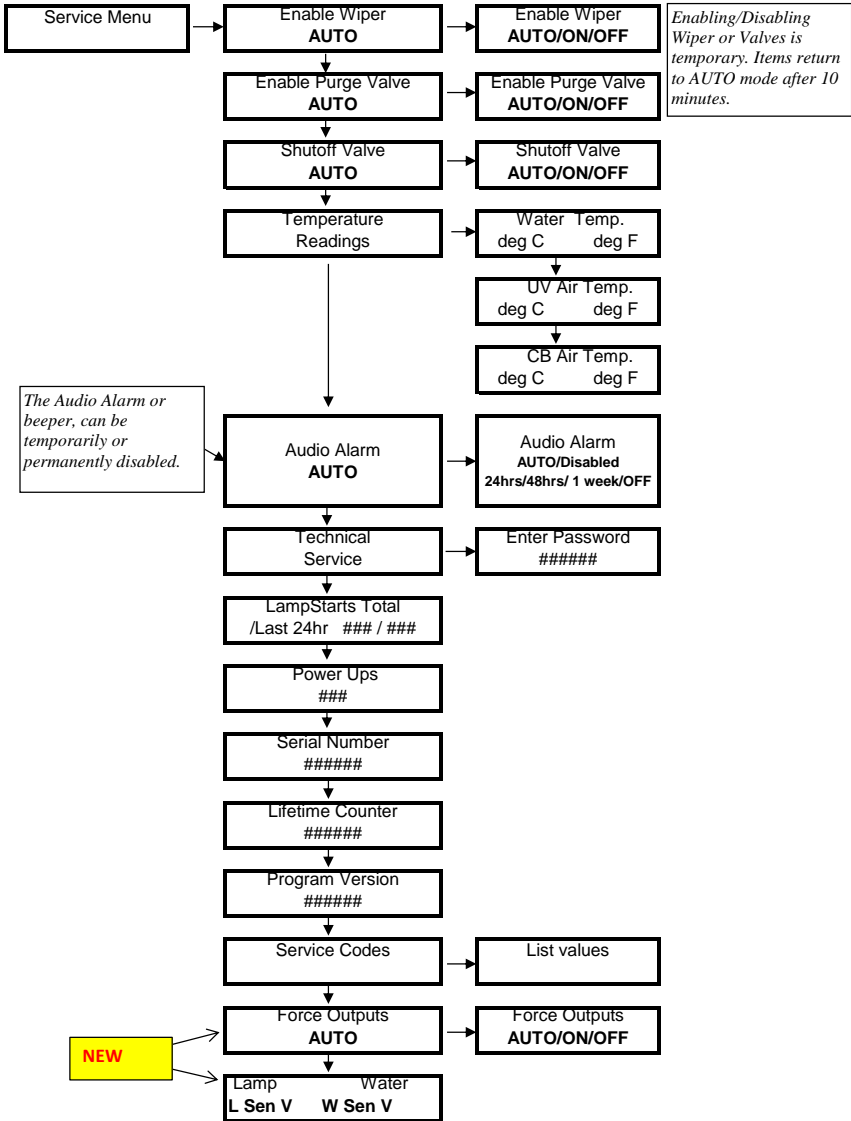 Service Menu
Enable Wiper
AUTO
Enable Wiper
AUTO/ON/OFF
Enabling/Disabling
Wiper or Valves is
temporary. Items return
to AUTO mode after 10
minutes.
Enable Purge Valve
AUTO
Enable Purge Valve
AUTO/ON/OFF
Shutoff Valve
AUTO
Shutoff Valve
AUTO/ON/OFF
Temperature
Readings
Water Temp.
deg C deg F
UV Air Temp.
deg C deg F
CB Air Temp.
deg C deg F
The Audio Alarm or
beeper, can be
temporarily or
permanently disabled.
Audio Alarm
AUTO
Audio Alarm
AUTO/Disabled
24hrs/48hrs/ 1 week/OFF
Technical
Service
Enter Password
######
LampStarts Total
/Last 24hr ### / ###
Power Ups
###
Serial Number
######
Lifetime Counter
######
Program Version
######
Service Codes
List values
Force Outputs
AUTO
Force Outputs
AUTO/ON/OFF
NEW
Lamp Water
L Sen V W Sen V